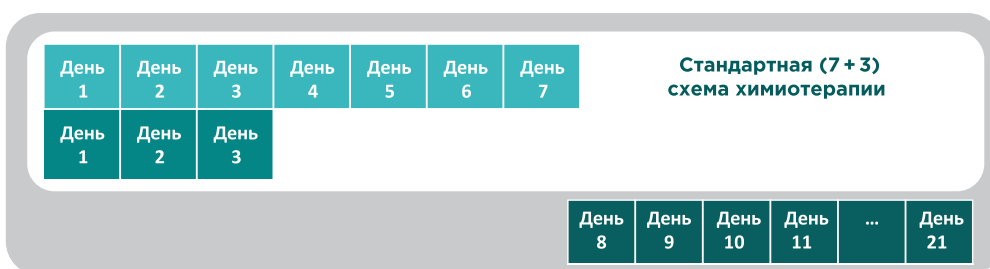 День День День День День День День
1 2 3 4 5 6 7
Стандартная (7 + 3)
схема химиотерапии
День День День
1 2 3
День День День День ... День
8 9 10 11 21